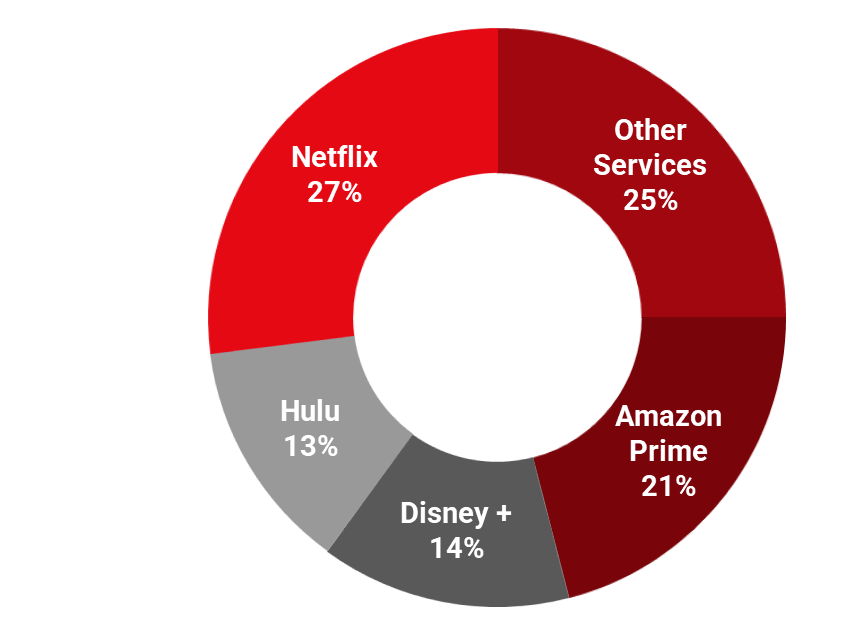 Other
Services
25%
Netflix
27%
Amazon
Prime
21%
Hulu
13%
Disney +
14%